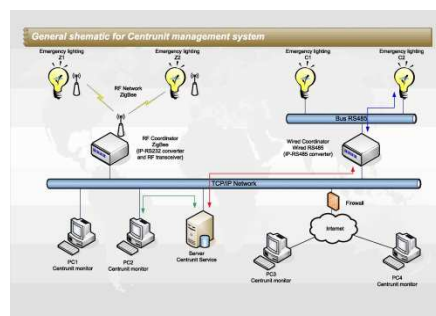 General shematic for Centrunit management system
Emergency lighting
Z1
Emergency lighting
Z2
Emergency lighting
C1
Emergency lighting
C2
RF Network
ZigBee
Bus RS485
RF Coordinator
ZigBee
(IP-RS232 converter
and RF transceiver)
Wired Coordinator
Wired RS485
(IP-RS485 converter)
TCP/IP Network
Firewall
Internet
PC1
Centrunit monitor
PC2
Centrunit monitor
Server
Centrunit Service
PC3
Centrunit monitor
PC4
Centrunit monitor